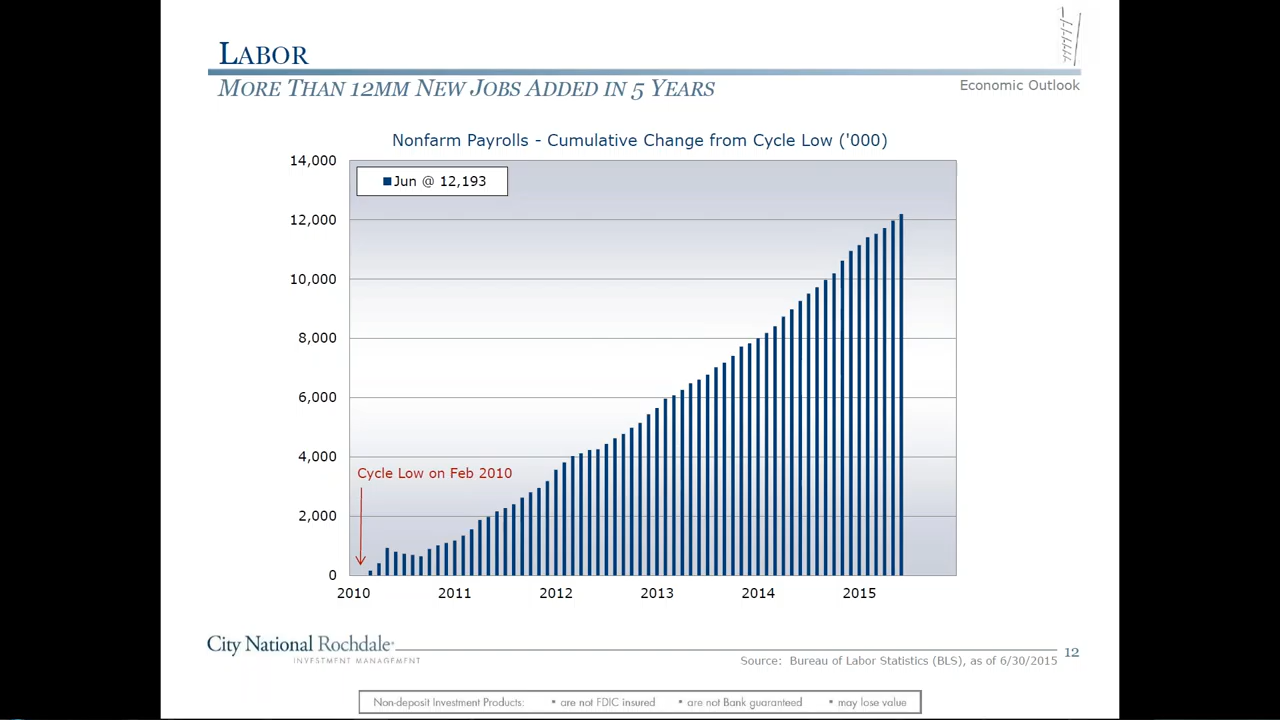 LABOR
MORE THAN 12MM NEW JOBS ADDED IN 5 YEARS
Economic Outlook
Nonfarm Payrolls - Cumulative Change from Cycle Low ('000)
14,000
Jun @ 12,193
12,000
10,000
8,000
6,000
4,000
Cycle Low on Feb 2010
2,000
0
2010 2011 2012 2013 2014 2015
City National Rochdale
INVESTMENT MANAGEMENT
12
Source: Bureau of Labor Statistics (BLS), as of 6/30/2015
Non-deposit Investment Products: • are not FDIC insured • are not Bank guaranteed • may lose value